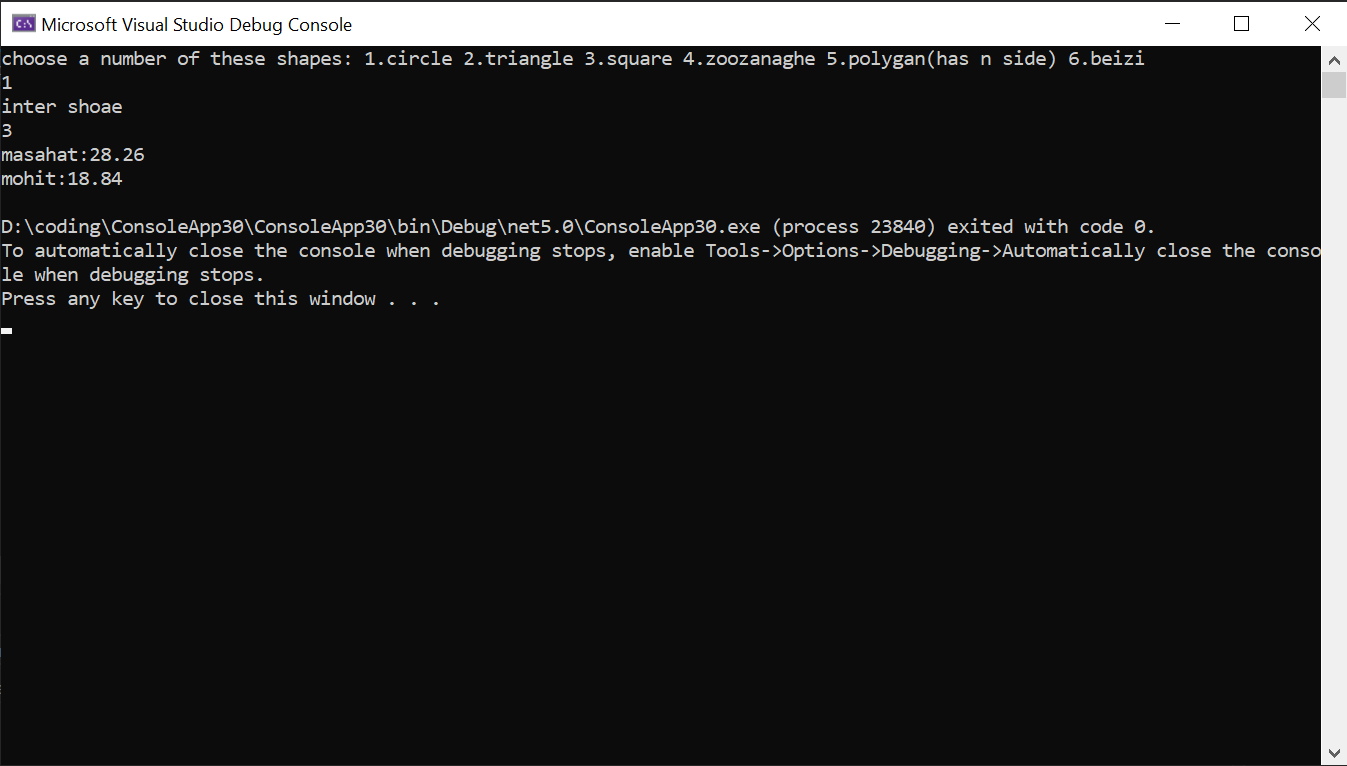 Microsoft Visual Studio Debug Console
choose a number of these shapes: 1.circle 2.triangle 3.square 4.zoozanaghe 5.polygan(has n side) 6.beizi
1
inter shoae
3
masahat:28.26
mohit:18.84
D:\coding\ConsoleApp30\ConsoleApp30\bin\Debug\net5.0\ConsoleApp30.exe (process 23840) exited with code 0.
To automatically close the console when debugging stops, enable Tools->Options->Debugging->Automatically close the conso
le when debugging stops.
Press any key to close this window . . .